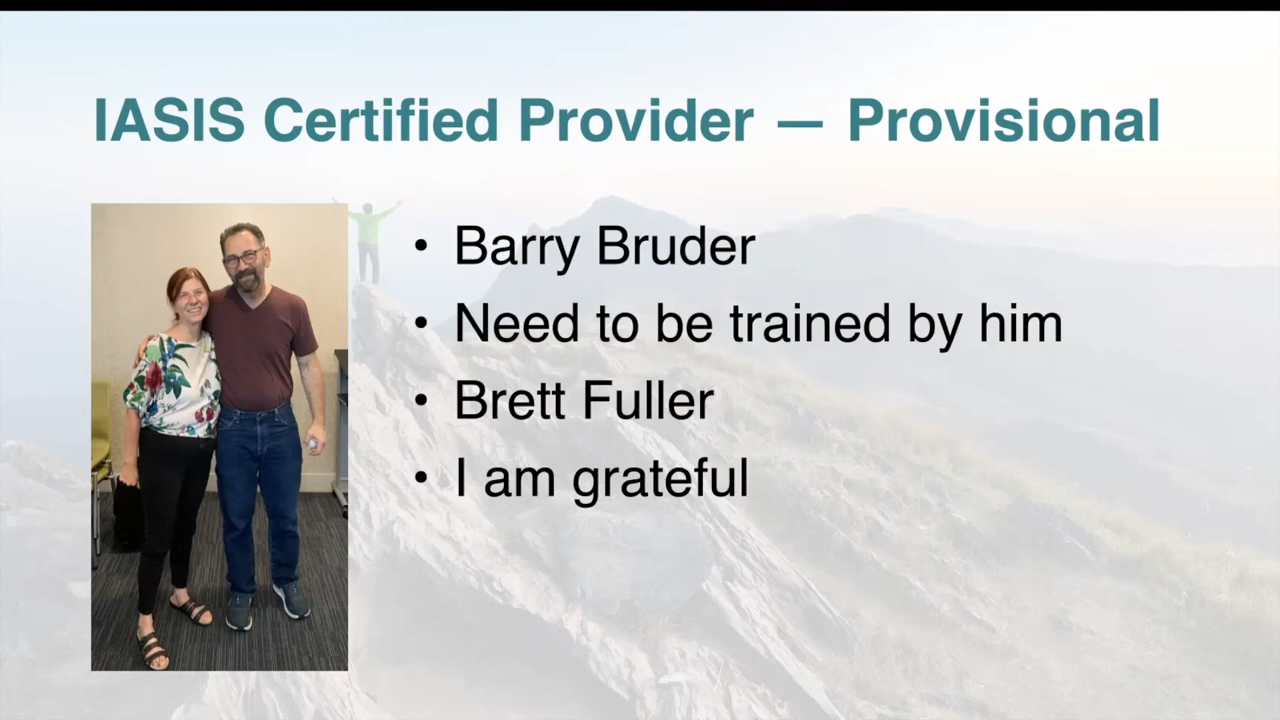 IASIS Certified Provider — Provisional
• Barry Bruder
• Need to be trained by him
• Brett Fuller
• I am grateful